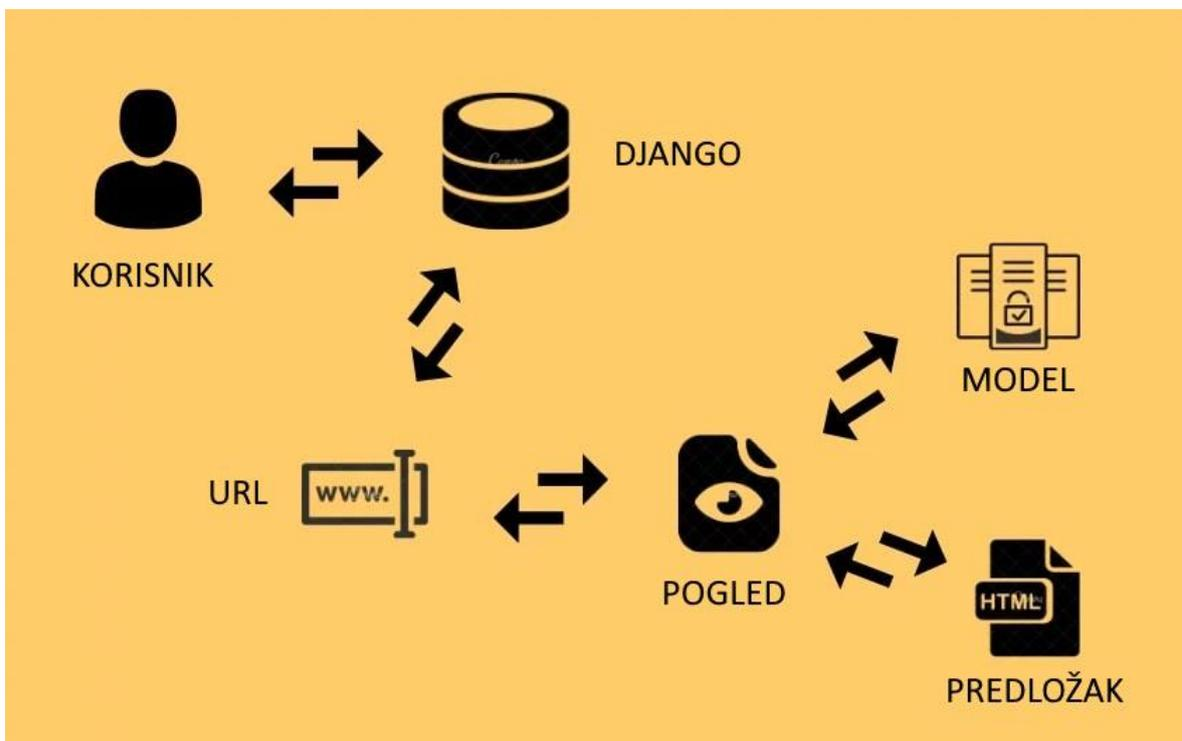 DJANGO
KORISNIK
MODEL
URL
www.
POGLED
HTML
PREDLOŽAK